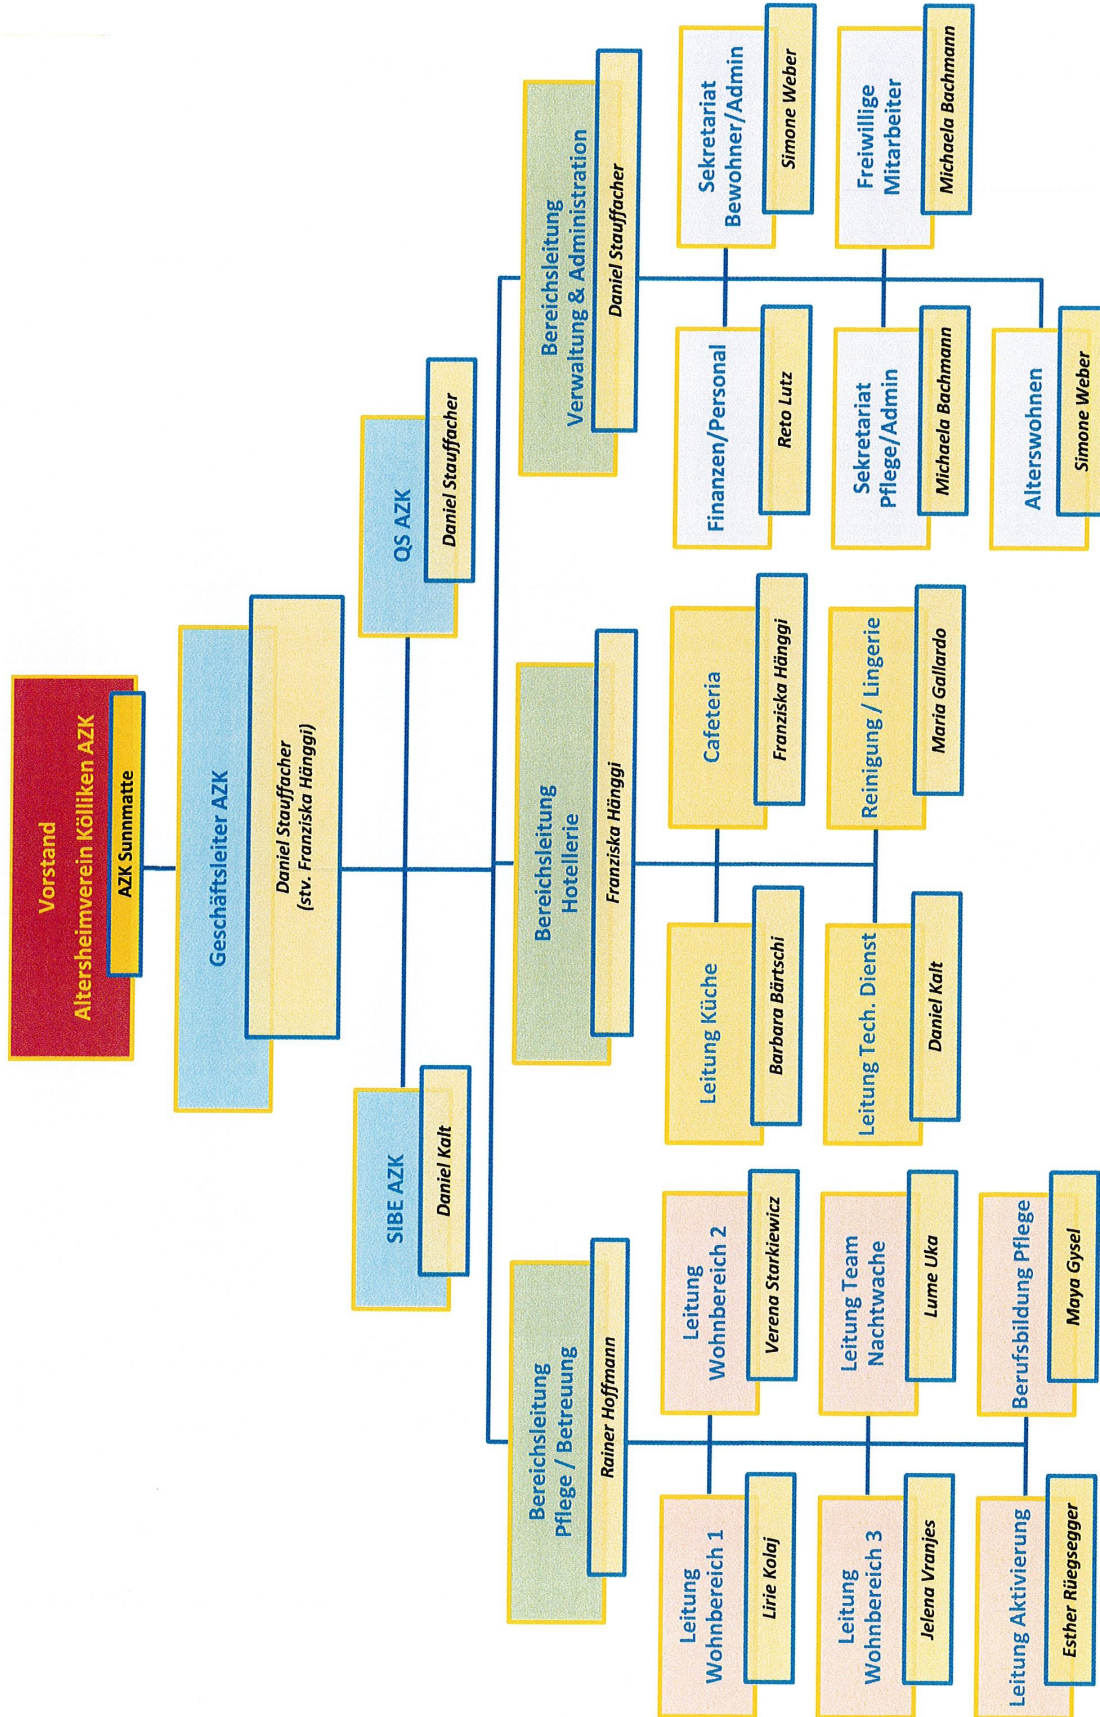 Vorstand
Altersheimverein Kölliken AZK
AZK Sunnmatte
Geschäftsleiter AZK
Daniel Stauffacher
(stv. Franziska Hänggi)
SIBE AZK
Daniel Kalt
QS AZK
Daniel Stauffacher
Bereichsleitung
Pflege / Betreuung
Rainer Hoffmann
Leitung
Wohnbereich 1
Lirie Kolaj
Leitung
Wohnbereich 2
Verena Starkiewicz
Leitung
Wohnbereich 3
Jelena Vranjes
Leitung Team
Nachtwache
Lume Uka
Leitung Aktivierung
Esther Rüegsegger
Berufsbildung Pflege
Maya Gysel
Bereichsleitung
Hotellerie
Franziska Hänggi
Leitung Küche
Barbara Bärtschi
Cafeteria
Franziska Hänggi
Leitung Tech. Dienst
Daniel Kalt
Reinigung / Lingerie
Maria Gallardo
Bereichsleitung
Verwaltung & Administration
Daniel Stauffacher
Finanzen/Personal
Reto Lutz
Sekretariat
Bewohner/Admin
Simone Weber
Sekretariat
Pflege/Admin
Michaela Bachmann
Freiwillige
Mitarbeiter
Michaela Bachmann
Alterswohnen
Simone Weber